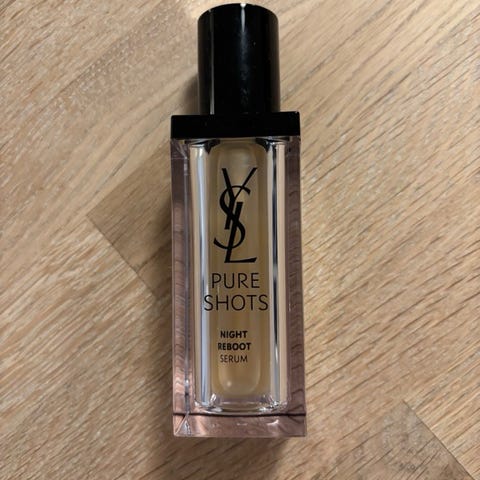 YSL
PURE
SHOTS
NIGHT
REBOOT
SERUM